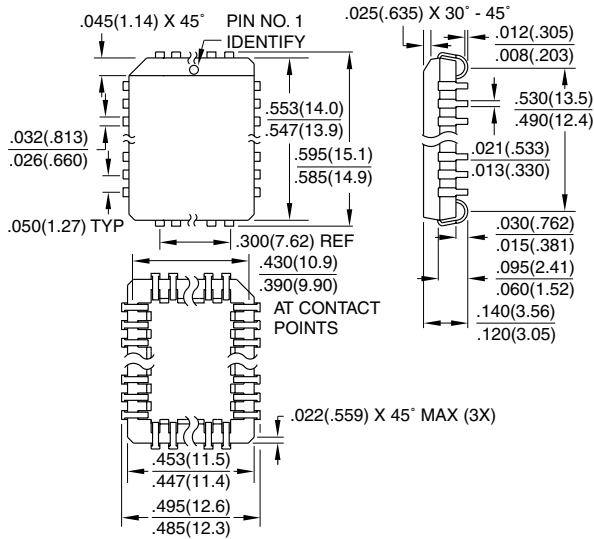 .045(1.14) X 45°
PIN NO. 1
IDENTIFY
.025(.635) X 30° - 45°
.012(.305)
.008(.203)
.553(14.0)
.547(13.9)
.530(13.5)
.490(12.4)
.032(.813)
.026(.660)
.595(15.1)
.585(14.9)
.021(.533)
.013(.330)
.050(1.27) TYP
.300(7.62) REF
.030(.762)
.015(.381)
.430(10.9)
.390(9.90)
AT CONTACT
POINTS
.095(2.41)
.060(1.52)
.140(3.56)
.120(3.05)
.022(.559) X 45° MAX (3X)
.453(11.5)
.447(11.4)
.495(12.6)
.485(12.3)